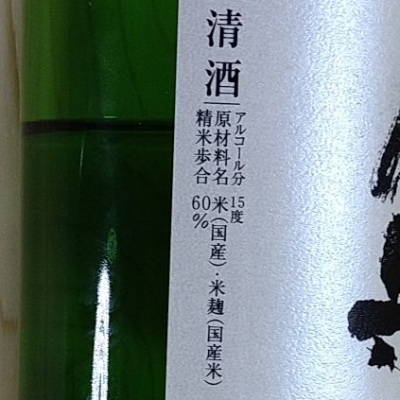 清酒
アルコール分 15度
原材料名 米(国産)・米麹(国産米)
精米歩合 60%